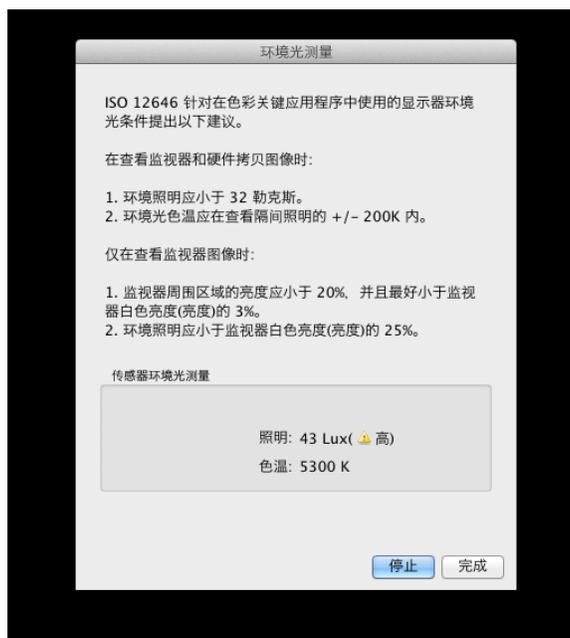 环境光测量
ISO 12646 针对在色彩关键应用程序中使用的显示器环境
光条件提出以下建议。
在查看监视器和硬件拷贝图像时:
1. 环境照明应小于 32 勒克斯。
2. 环境光色温应在查看隔间照明的 +/- 200K 内。
仅在查看监视器图像时:
1. 监视器周围区域的亮度应小于 20%, 并且最好小于监视
器白色亮度(亮度)的 3%。
2. 环境照明应小于监视器白色亮度(亮度)的 25%。
传感器环境光测量
照明: 43 Lux( 高)
色温: 5300 K
停止 完成